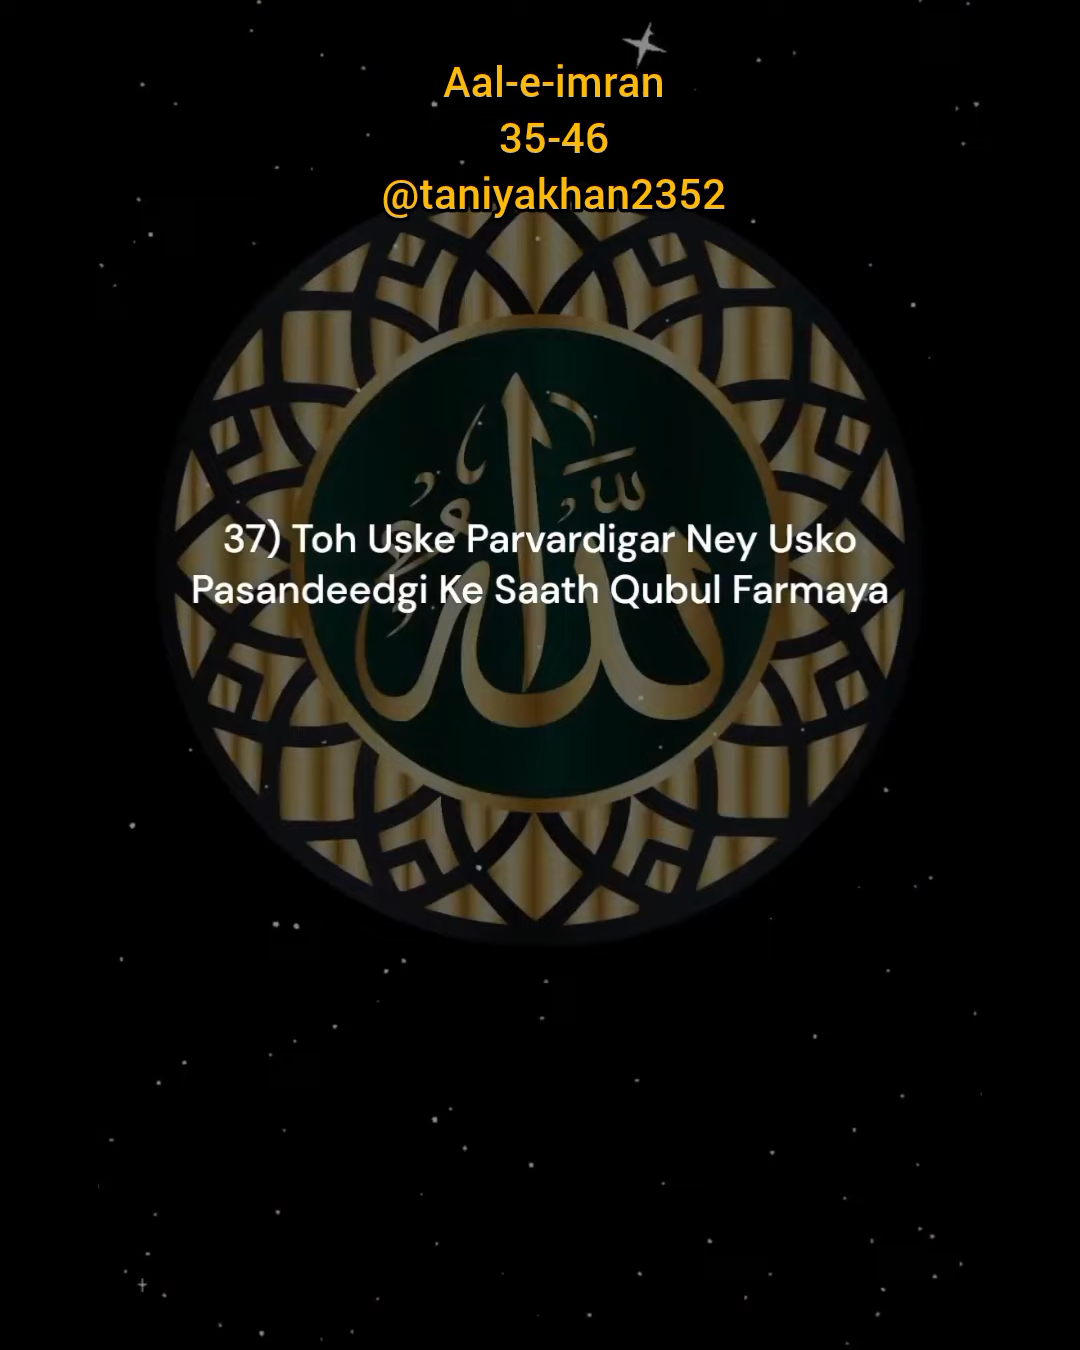 Aal-e-imran
35-46
@taniyakhan2352
الله
37) Toh Uske Parvardigar Ney Usko
Pasandeedgi Ke Saath Qubul Farmaya